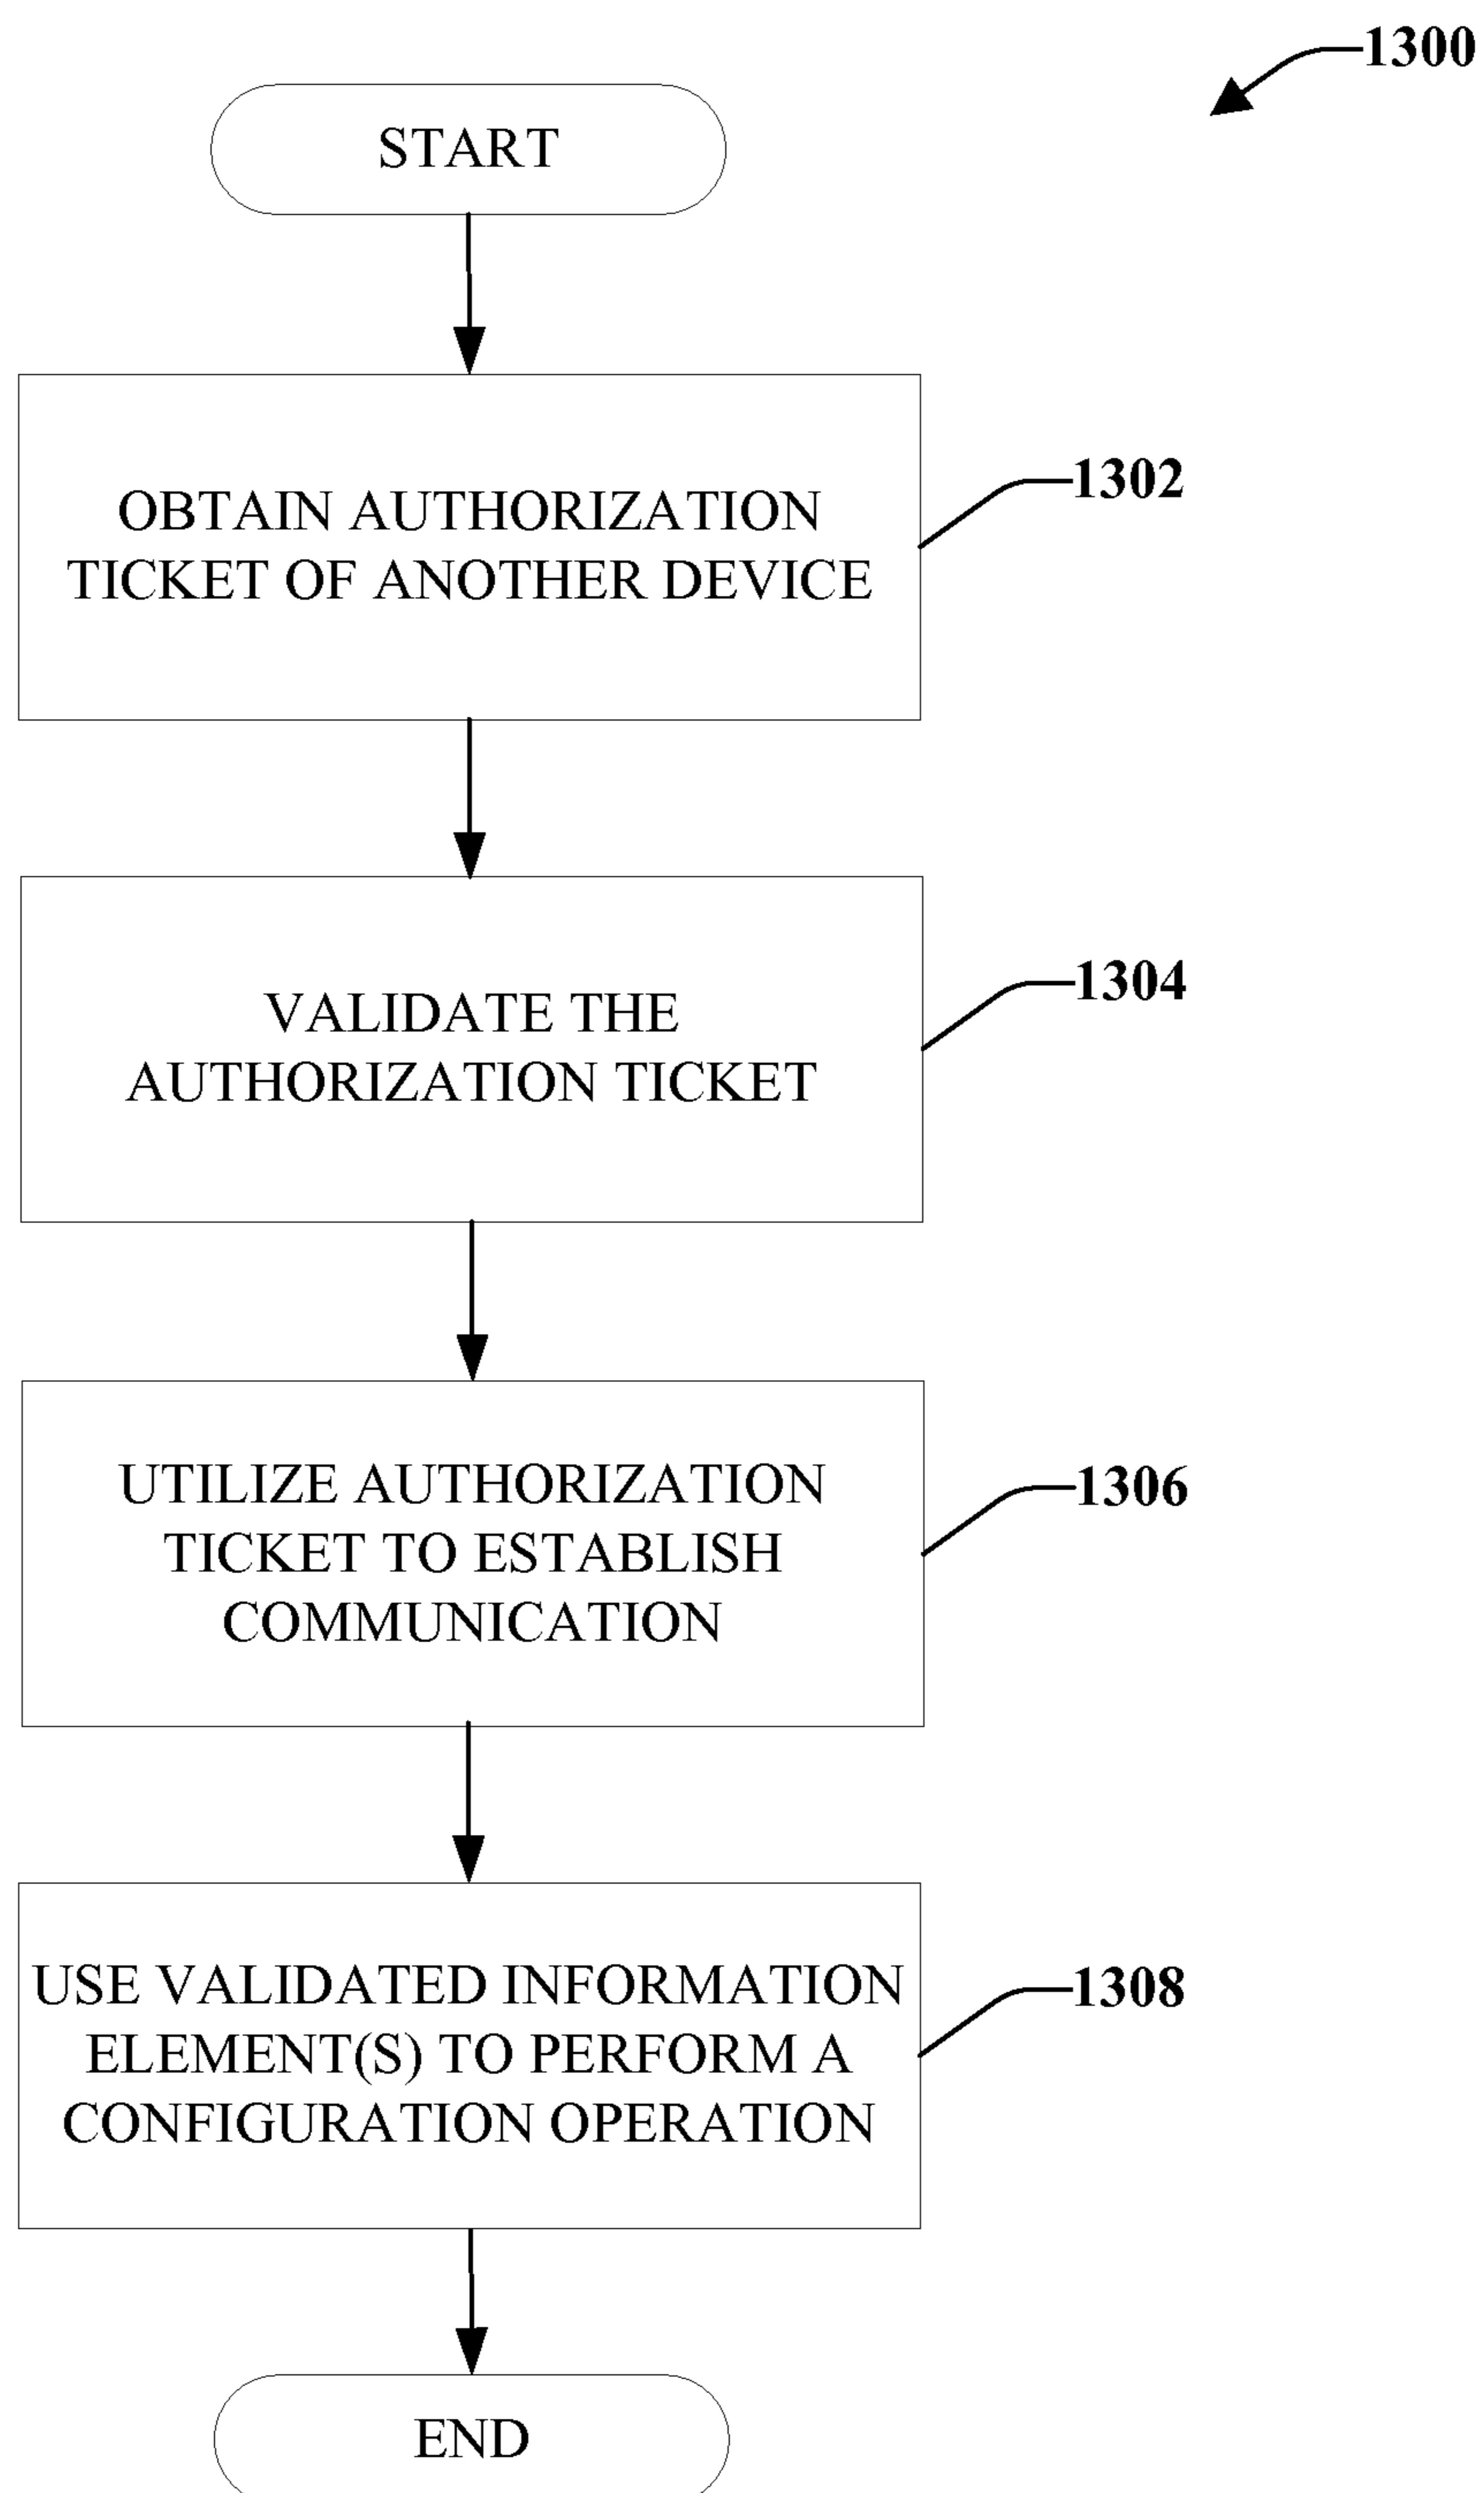 1300
START
OBTAIN AUTHORIZATION
TICKET OF ANOTHER DEVICE
1302
VALIDATE THE
AUTHORIZATION TICKET
1304
UTILIZE AUTHORIZATION
TICKET TO ESTABLISH
COMMUNICATION
1306
USE VALIDATED INFORMATION
ELEMENT(S) TO PERFORM A
CONFIGURATION OPERATION
1308
END